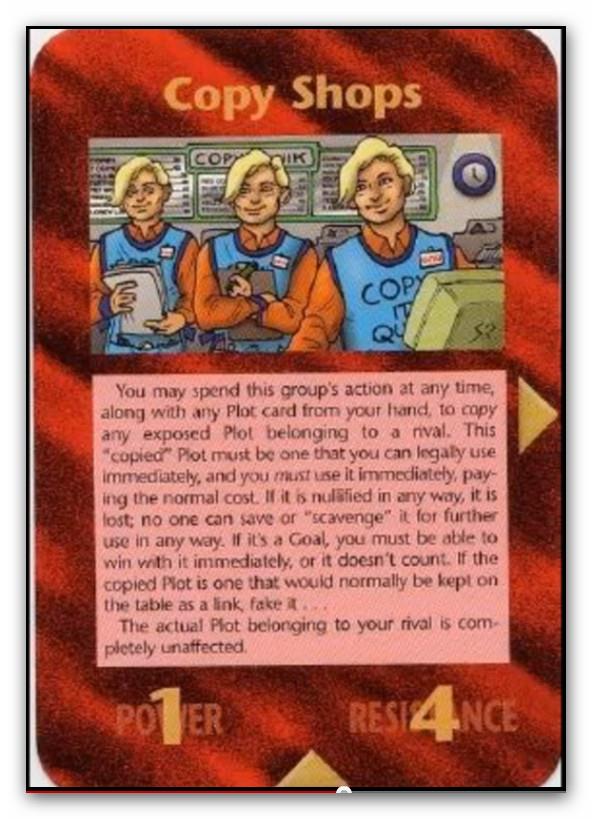 Copy Shops
COP
NIK
COPY
IT
QU
SR
You may spend this group's action at any time,
along with any Plot card from your hand, to copy
any exposed Plot belonging to a rival. This
"copied" Plot must be one that you can legally use
immediately, and you must use it immediately, pay-
ing the normal cost. If it is nullified in any way, it is
lost; no one can save or "scavenge" it for further
use in any way. If it's a Goal, you must be able to
win with it immediately, or it doesn't count. If the
copied Plot is one that would normally be kept on
the table as a link, fake it . . .
The actual Plot belonging to your rival is com-
pletely unaffected.
POWER 1 RESISTANCE 4